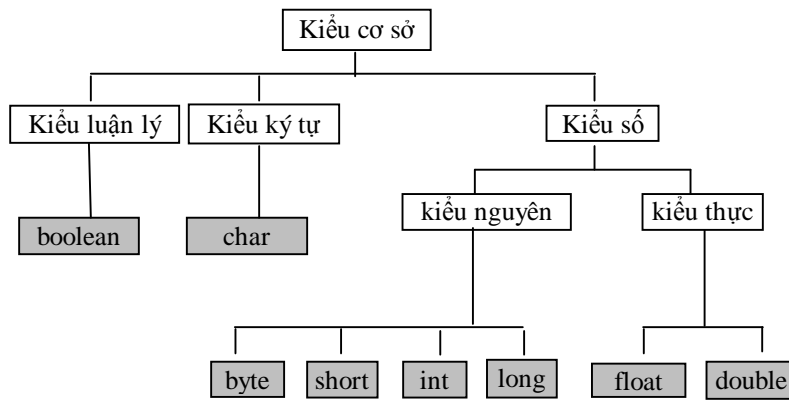 Kiểu cơ sở
Kiểu luận lý
Kiểu ký tự
Kiểu số
kiểu nguyên
kiểu thực
boolean
char
byte
short
int
long
float
double